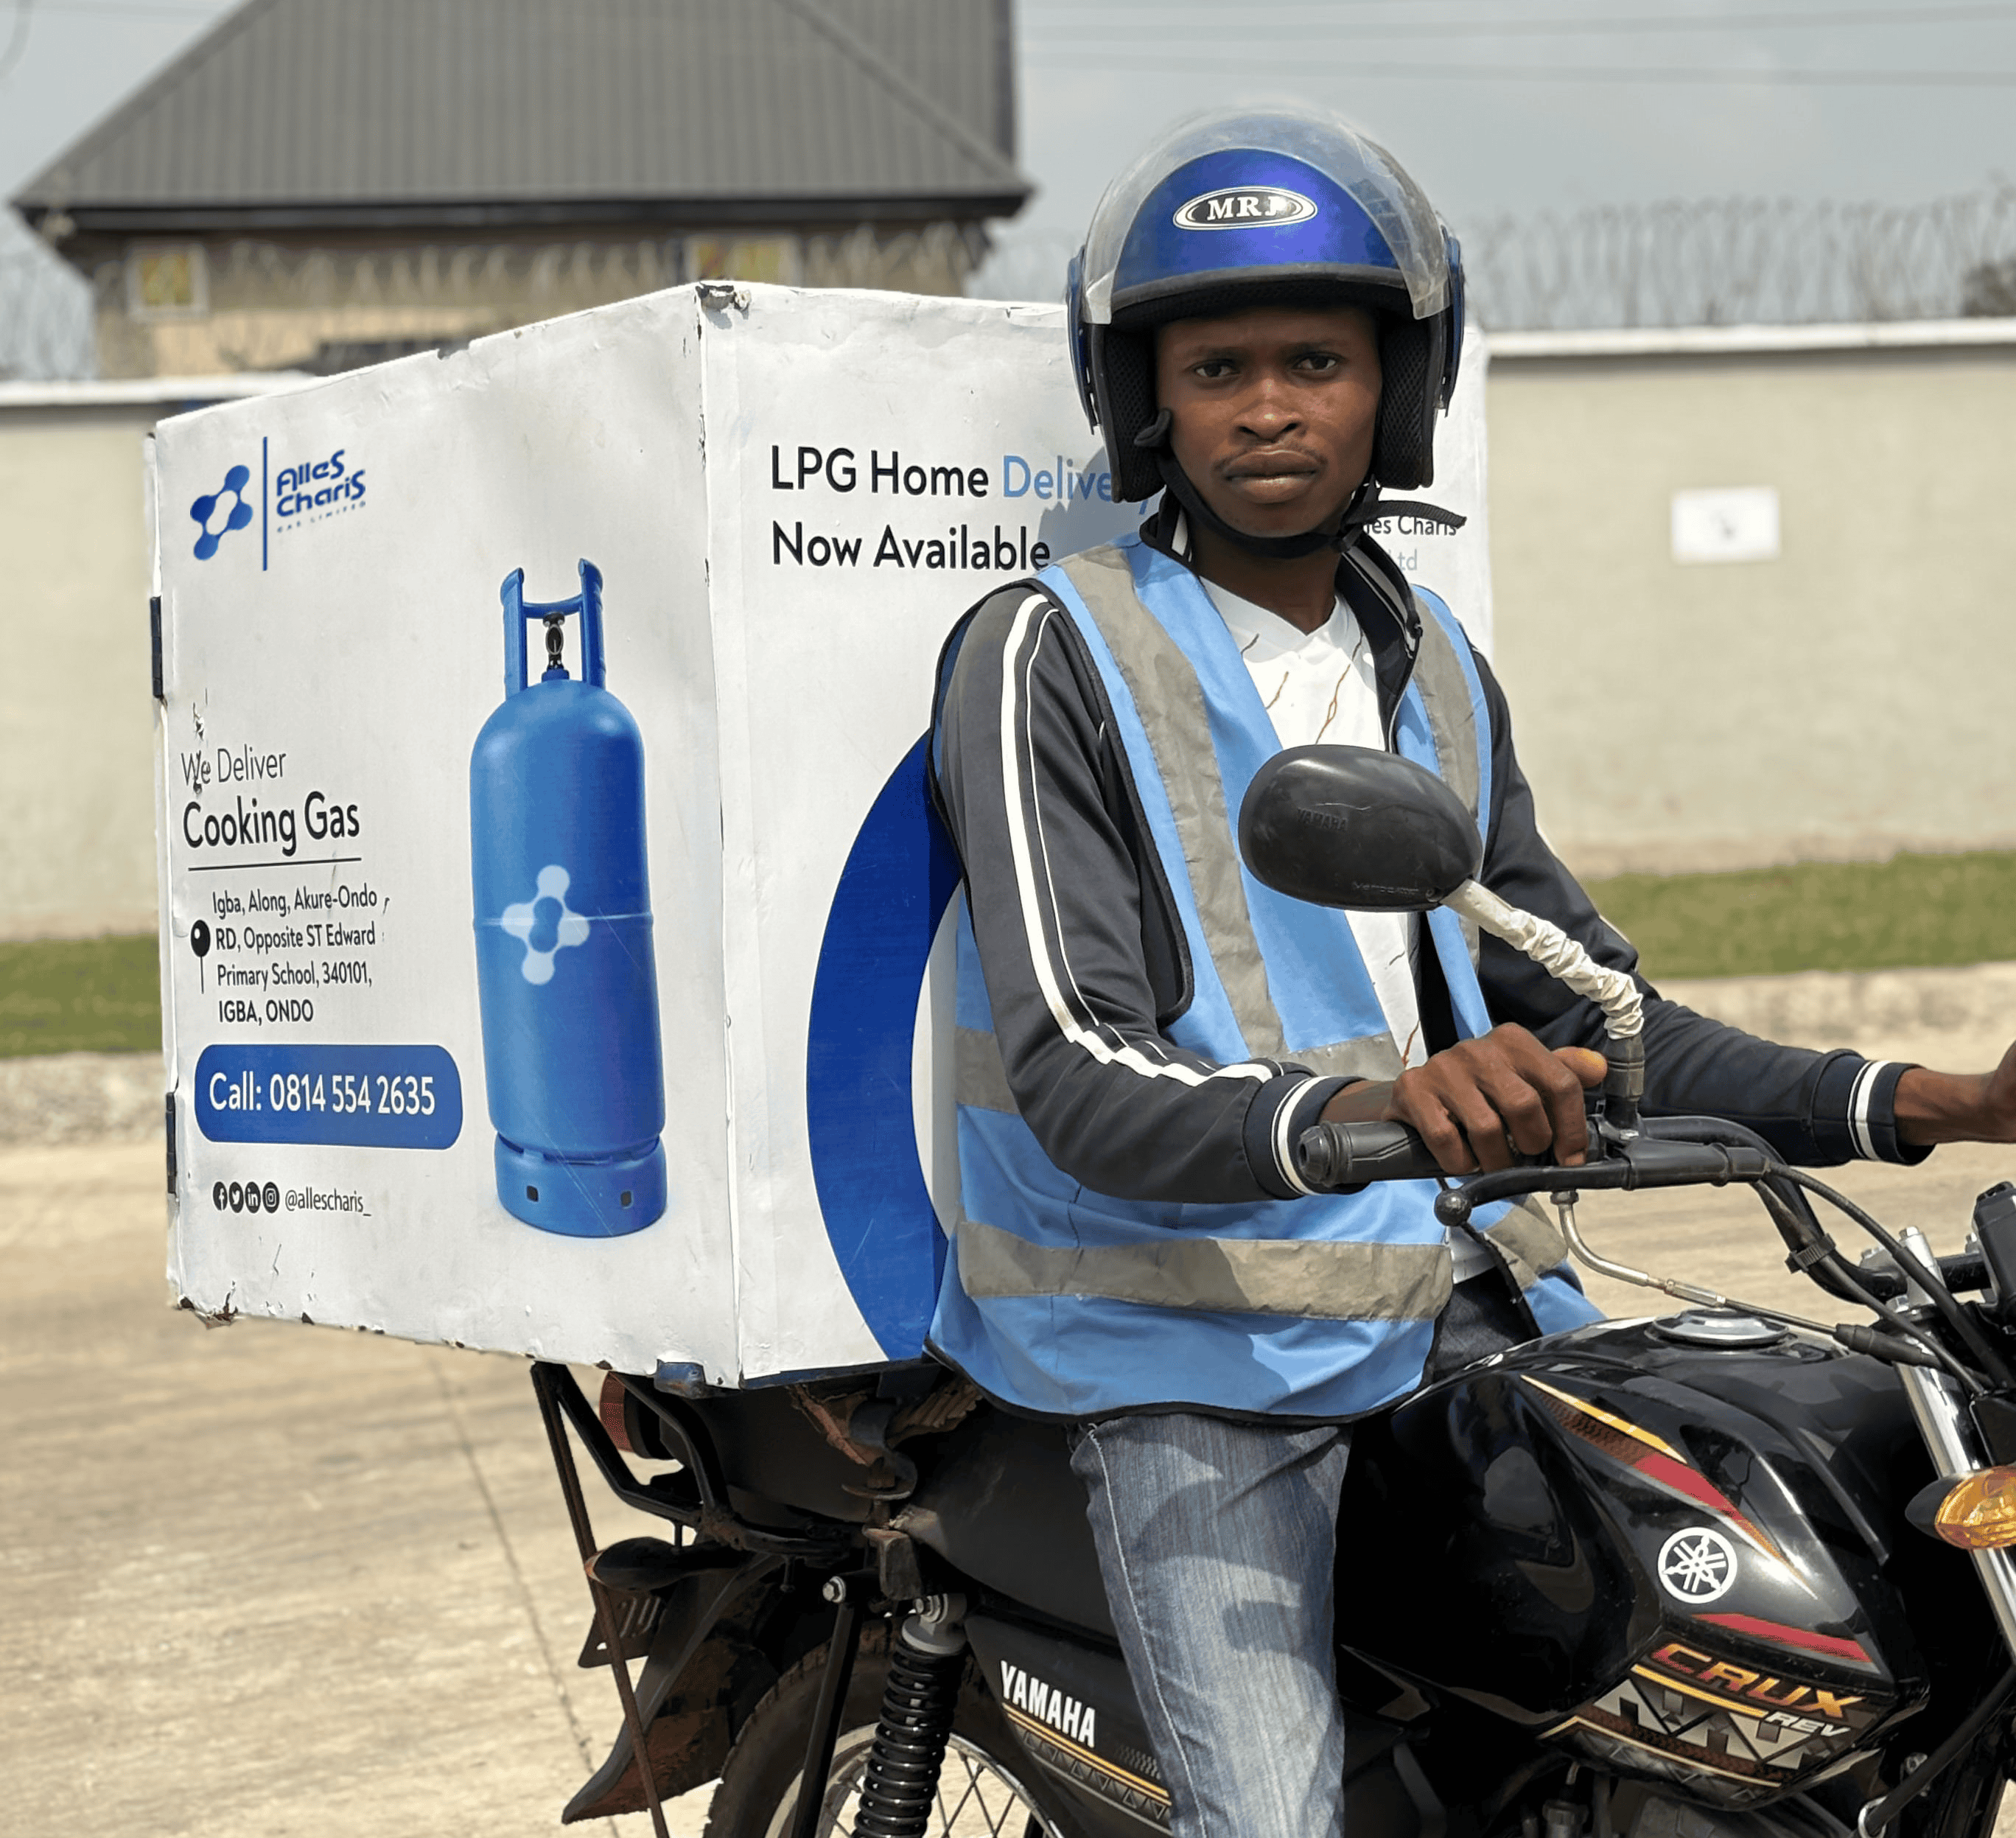 MRJ
Alles
Charis
GAS LIMITED
LPG Home Delive
Now Available
es Charis
td
We Deliver
Cooking Gas
Igba, Along, Akure-Ondo
RD, Opposite ST Edward
Primary School, 340101,
IGBA, ONDO
Call: 0814 554 2635
@allescharis_
YAMAHA
YAMAHA
CRUX
REV